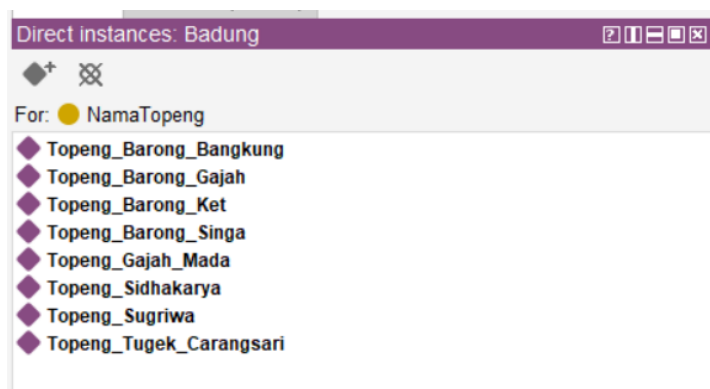 Direct instances: Badung
For: NamaTopeng
Topeng_Barong_Bangkung
Topeng_Barong_Gajah
Topeng_Barong_Ket
Topeng_Barong_Singa
Topeng_Gajah_Mada
Topeng_Sidhakarya
Topeng_Sugriwa
Topeng_Tugek_Carangsari